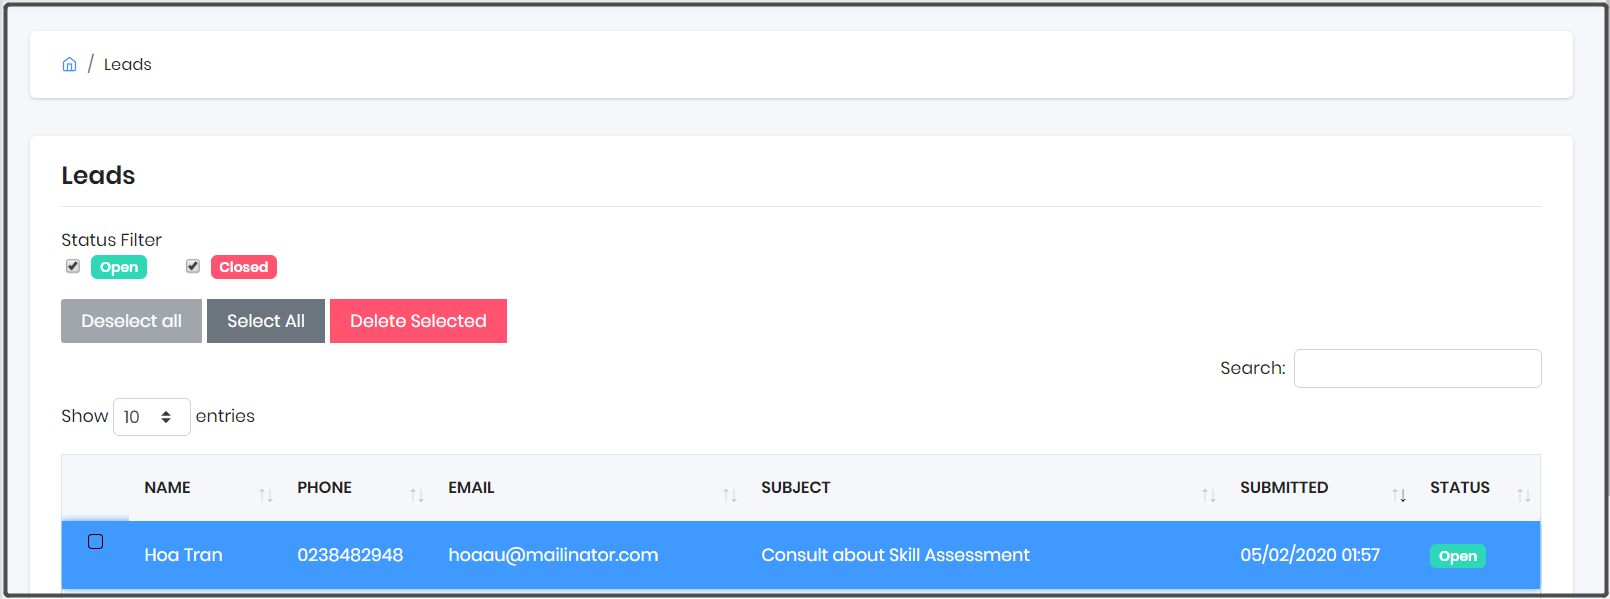 / Leads
Leads
Status Filter
Open Closed
Deselect all Select All Delete Selected
Search:
Show 10 entries
NAME PHONE EMAIL SUBJECT SUBMITTED STATUS
Hoa Tran 0238482948 hoaau@mailinator.com Consult about Skill Assessment 05/02/2020 01:57 Open